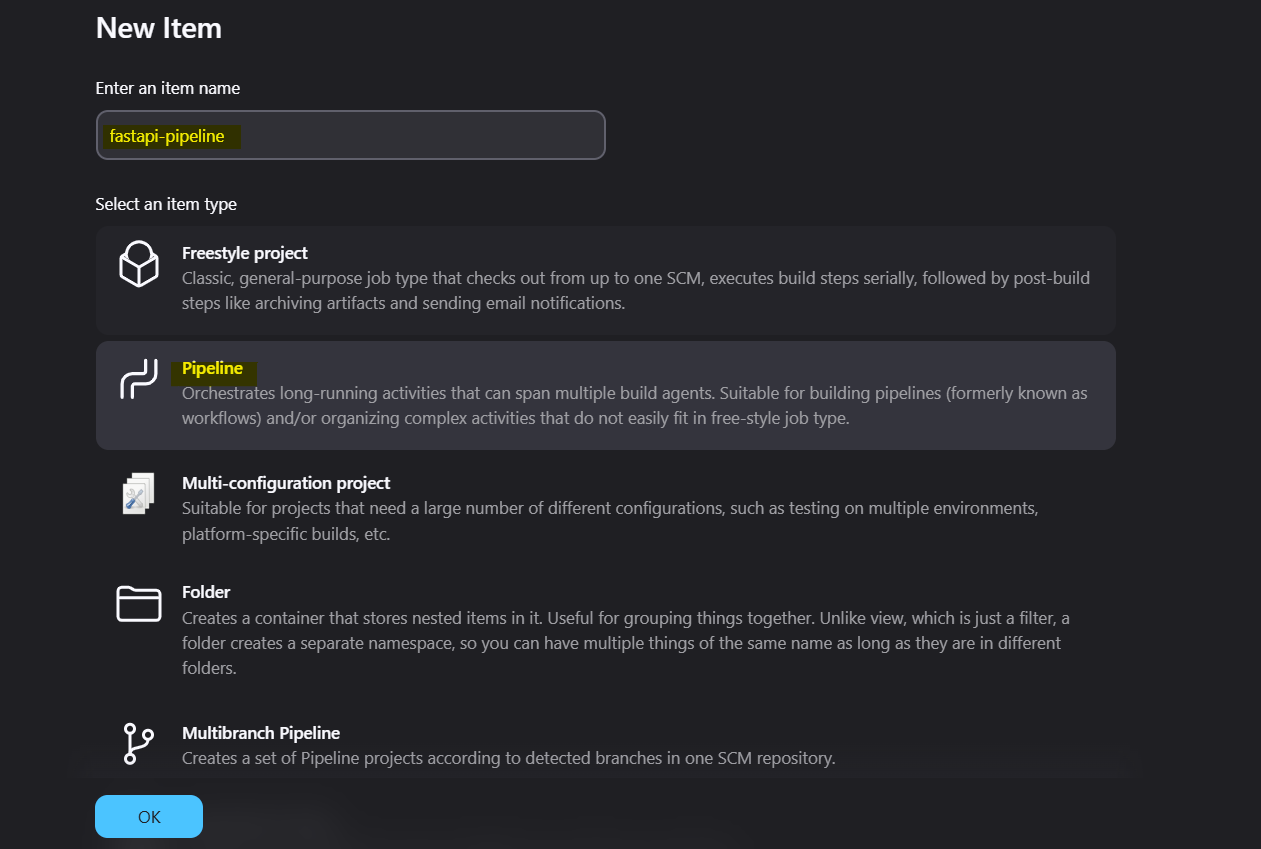 New Item
Enter an item name
fastapi-pipeline
Select an item type
Freestyle project
Classic, general-purpose job type that checks out from up to one SCM, executes build steps serially, followed by post-build
steps like archiving artifacts and sending email notifications.
Pipeline
Orchestrates long-running activities that can span multiple build agents. Suitable for building pipelines (formerly known as
workflows) and/or organizing complex activities that do not easily fit in free-style job type.
Multi-configuration project
Suitable for projects that need a large number of different configurations, such as testing on multiple environments,
platform-specific builds, etc.
Folder
Creates a container that stores nested items in it. Useful for grouping things together. Unlike view, which is just a filter, a
folder creates a separate namespace, so you can have multiple things of the same name as long as they are in different
folders.
Multibranch Pipeline
Creates a set of Pipeline projects according to detected branches in one SCM repository.
OK